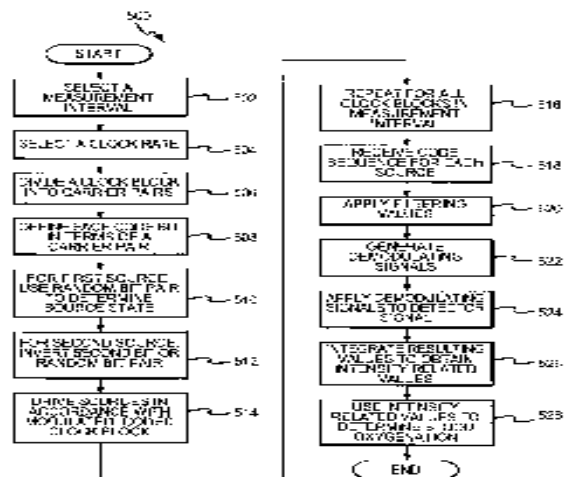 500
START
SELECT A
MEASUREMENT
INTERVAL
502
SELECT A CLOCK RATE
504
DIVIDE A CLOCK BLOCK
INTO CARRIER PAIRS
506
DEFINE EACH CODE BIT
IN TERMS OF A
CARRIER PAIR
508
FOR FIRST SOURCE
USE RANDOM BIT PAIR
TO DETERMINE
SOURCE STATE
510
FOR SECOND SOURCE
INVERT SECOND BIT OF
RANDOM BIT PAIR
512
DRIVE SOURCES IN
ACCORDANCE WITH
MODULATED CODED
CLOCK BLOCK
514
REPEAT FOR ALL
CLOCK BLOCKS IN
MEASUREMENT
INTERVAL
516
RECEIVE CODE
SEQUENCE FOR EACH
SOURCE
518
APPLY FILTERING
VALUES
520
GENERATE
DEMODULATING
SIGNALS
522
APPLY DEMODULATING
SIGNALS TO DETECTOR
SIGNAL
524
INTEGRATE RESULTING
VALUES TO OBTAIN
INTENSITY RELATED
VALUES
526
USE INTENSITY
RELATED VALUES TO
DETERMINE BLOOD
OXYGENATION
528
END